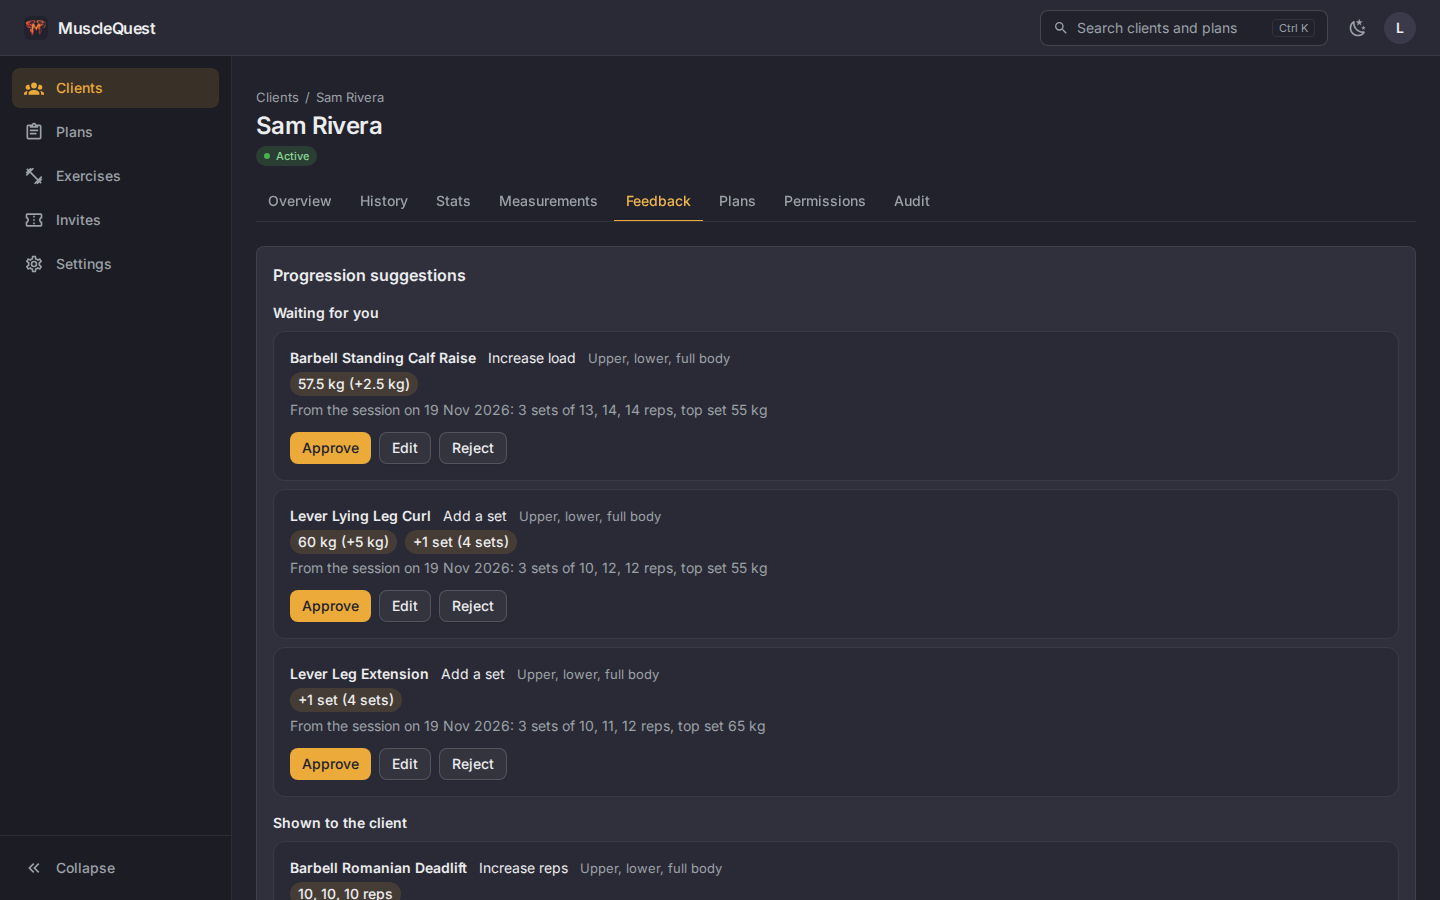 MuscleQuest
Search clients and plans
Ctrl K
L
Clients
Plans
Exercises
Invites
Settings
Collapse
Clients / Sam Rivera
Sam Rivera
Active
Overview History Stats Measurements Feedback Plans Permissions Audit
Progression suggestions
Waiting for you
Barbell Standing Calf Raise Increase load Upper, lower, full body
57.5 kg (+2.5 kg)
From the session on 19 Nov 2026: 3 sets of 13, 14, 14 reps, top set 55 kg
Approve Edit Reject
Lever Lying Leg Curl Add a set Upper, lower, full body
60 kg (+5 kg) +1 set (4 sets)
From the session on 19 Nov 2026: 3 sets of 10, 12, 12 reps, top set 55 kg
Approve Edit Reject
Lever Leg Extension Add a set Upper, lower, full body
+1 set (4 sets)
From the session on 19 Nov 2026: 3 sets of 10, 11, 12 reps, top set 65 kg
Approve Edit Reject
Shown to the client
Barbell Romanian Deadlift Increase reps Upper, lower, full body
10, 10, 10 reps